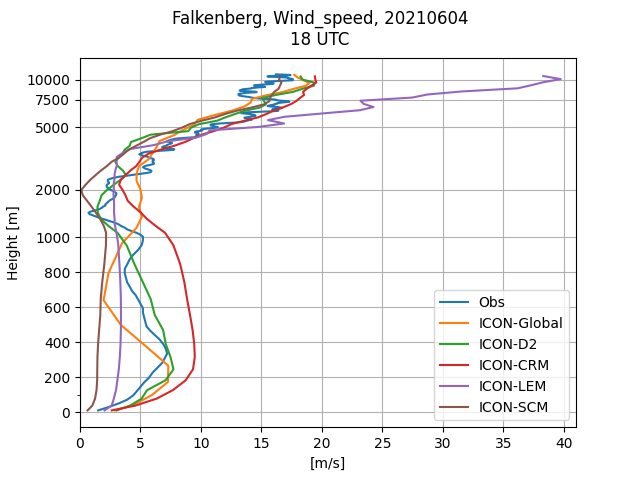 Falkenberg, Wind_speed, 20210604
18 UTC
Height [m]
10000
7500
5000
2000
1000
800
600
400
200
0
0 5 10 15 20 25 30 35 40
[m/s]
Obs
ICON-Global
ICON-D2
ICON-CRM
ICON-LEM
ICON-SCM